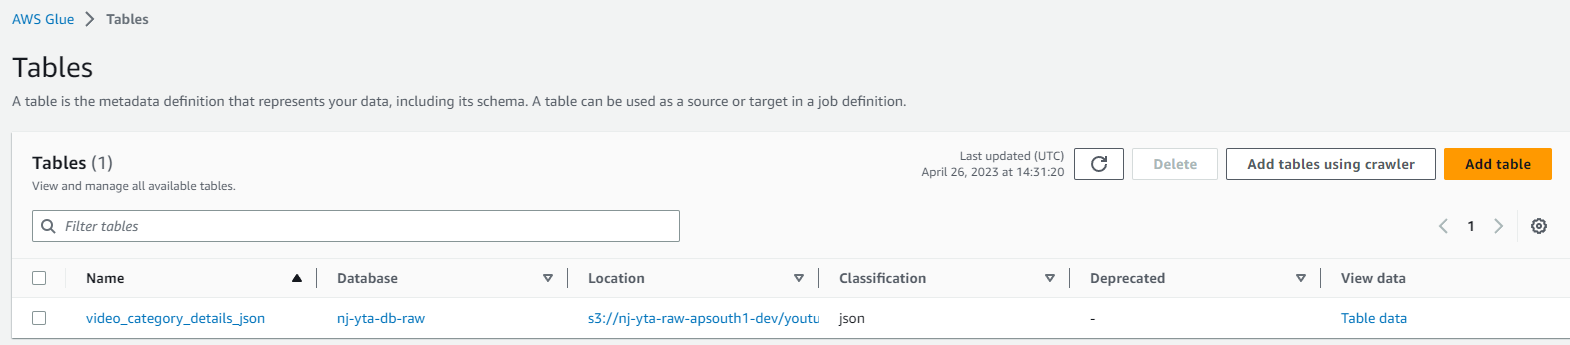 AWS Glue > Tables
Tables
A table is the metadata definition that represents your data, including its schema. A table can be used as a source or target in a job definition.
Tables (1)
View and manage all available tables.
Last updated (UTC)
April 26, 2023 at 14:31:20
Delete
Add tables using crawler
Add table
Filter tables
1
Name Database Location Classification Deprecated View data
video_category_details_json nj-yta-db-raw s3://nj-yta-raw-apsouth1-dev/youtu json - Table data